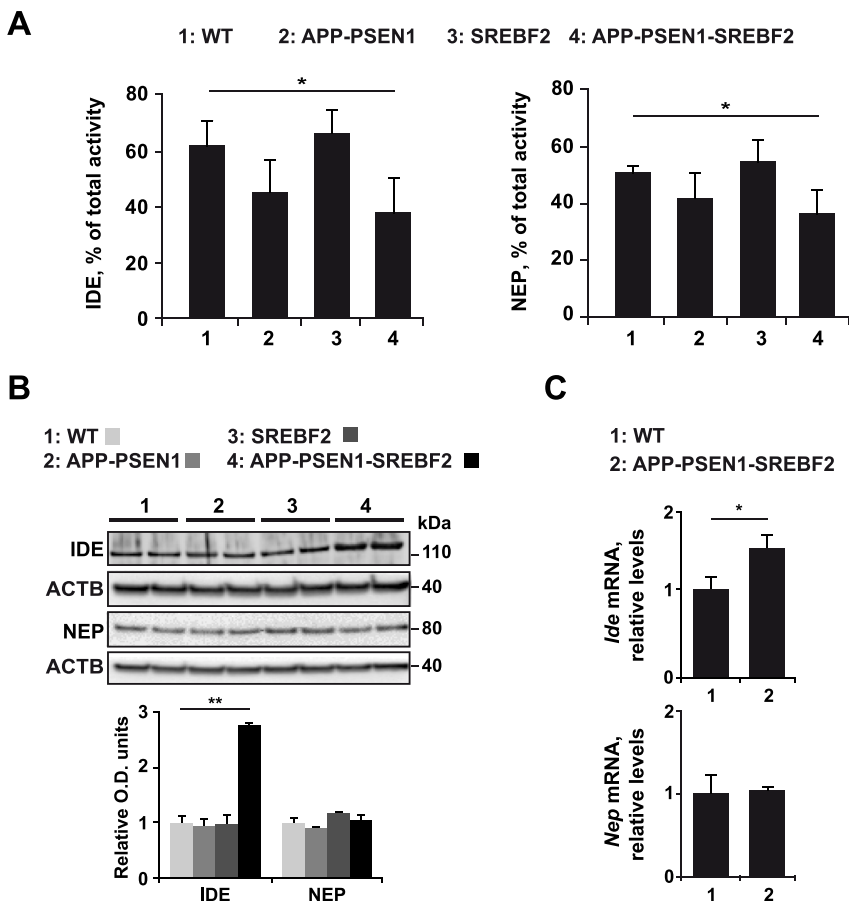 A
1: WT 2: APP-PSEN1 3: SREBF2 4: APP-PSEN1-SREBF2
IDE, % of total activity
80
60
40
20
0
*
1 2 3 4
NEP, % of total activity
80
60
40
20
0
*
1 2 3 4
B
1: WT 3: SREBF2
2: APP-PSEN1 4: APP-PSEN1-SREBF2
1 2 3 4
kDa
IDE 110
ACTB 40
NEP 80
ACTB 40
Relative O.D. units
3
2
1
0
**
IDE NEP
C
1: WT
2: APP-PSEN1-SREBF2
Ide mRNA,
relative levels
2
1
0
*
1 2
Nep mRNA,
relative levels
2
1
0
1 2